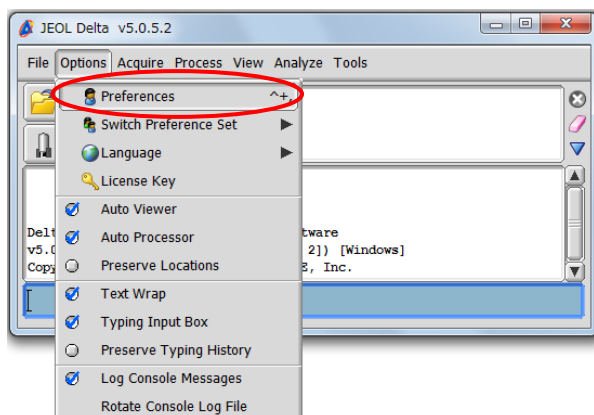 JEOL Delta v5.0.5.2
File Options Acquire Process View Analyze Tools
Preferences ^+,
Switch Preference Set
Language
License Key
Auto Viewer
Auto Processor
Preserve Locations
Text Wrap
Typing Input Box
Preserve Typing History
Log Console Messages
Rotate Console Log File
Delt tware
v5.0 2]) [Windows]
Copy E, Inc.